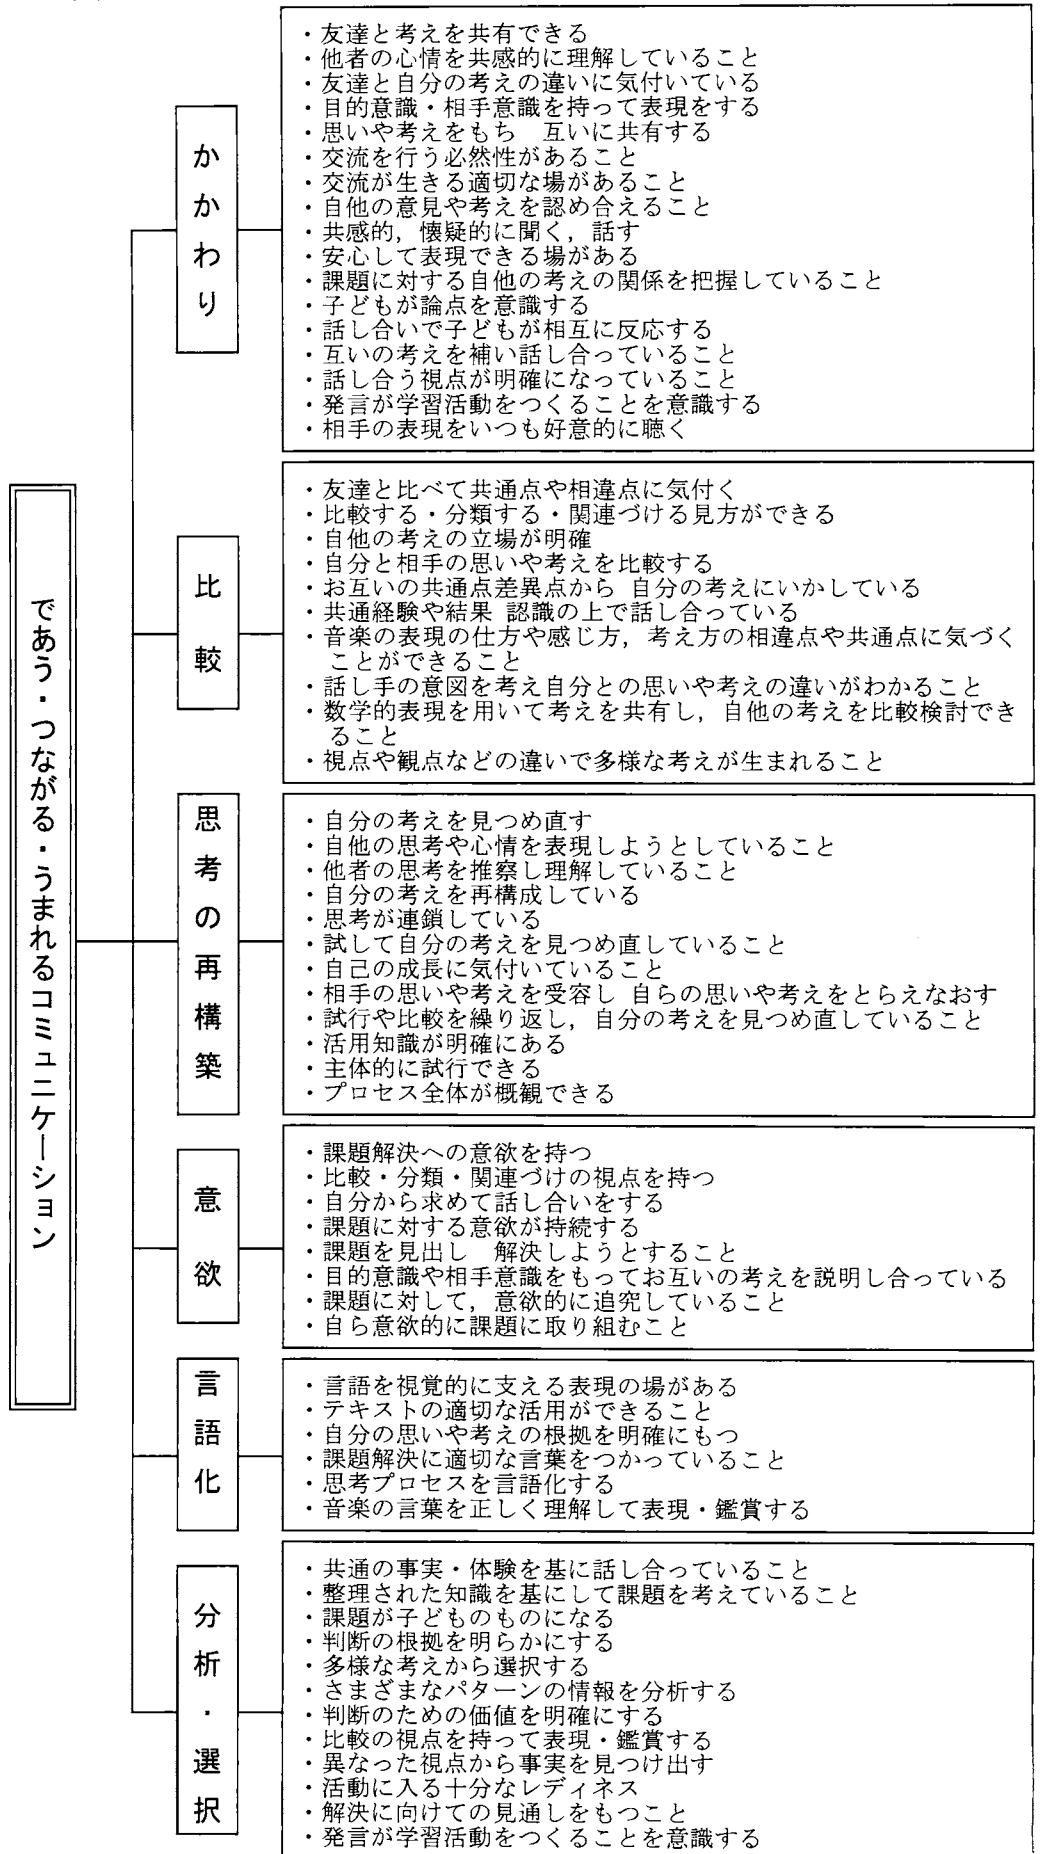 であう・つながる・うまれるコミュニケーション
かかわり
・友達と考えを共有できる
・他者の心情を共感的に理解していること
・友達と自分の考えの違いに気付いている
・目的意識・相手意識を持って表現をする
・思いや考えをもち　互いに共有する
・交流を行う必然性があること
・交流が生きる適切な場があること
・自他の意見や考えを認め合えること
・共感的，懐疑的に聞く，話す
・安心して表現できる場がある
・課題に対する自他の考えの関係を把握していること
・子どもが論点を意識する
・話し合いで子どもが相互に反応する
・互いの考えを補い話し合っていること
・話し合う視点が明確になっていること
・発言が学習活動をつくることを意識する
・相手の表現をいつも好意的に聴く
比較
・友達と比べて共通点や相違点に気付く
・比較する・分類する・関連づける見方ができる
・自他の考えの立場が明確
・自分と相手の思いや考えを比較する
・お互いの共通点差異点から 自分の考えにいかしている
・共通経験や結果 認識の上で話し合っている
・音楽の表現の仕方や感じ方，考え方の相違点や共通点に気づく
ことができること
・話し手の意図を考え自分との思いや考えの違いがわかること
・数学的表現を用いて考えを共有し，自他の考えを比較検討でき
ること
・視点や観点などの違いで多様な考えが生まれること
思考の再構築
・自分の考えを見つめ直す
・自他の思考や心情を表現しようとしていること
・他者の思考を推察し理解していること
・自分の考えを再構成している
・思考が連鎖している
・試して自分の考えを見つめ直していること
・自己の成長に気付いていること
・相手の思いや考えを受容し 自らの思いや考えをとらえなおす
・試行や比較を繰り返し，自分の考えを見つめ直していること
・活用知識が明確にある
・主体的に試行できる
・プロセス全体が概観できる
意欲
・課題解決への意欲を持つ
・比較・分類・関連づけの視点を持つ
・自分から求めて話し合いをする
・課題に対する意欲が持続する
・課題を見出し　解決しようとすること
・目的意識や相手意識をもってお互いの考えを説明し合っている
・課題に対して，意欲的に追究していること
・自ら意欲的に課題に取り組むこと
言語化
・言語を視覚的に支える表現の場がある
・テキストの適切な活用ができること
・自分の思いや考えの根拠を明確にもつ
・課題解決に適切な言葉をつかっていること
・思考プロセスを言語化する
・音楽の言葉を正しく理解して表現・鑑賞する
分析・選択
・共通の事実・体験を基に話し合っていること
・整理された知識を基にして課題を考えていること
・課題が子どものものになる
・判断の根拠を明らかにする
・多様な考えから選択する
・さまざまなパターンの情報を分析する
・判断のための価値を明確にする
・比較の視点を持って表現・鑑賞する
・異なった視点から事実を見つけ出す
・活動に入る十分なレディネス
・解決に向けての見通しをもつこと
・発言が学習活動をつくることを意識する